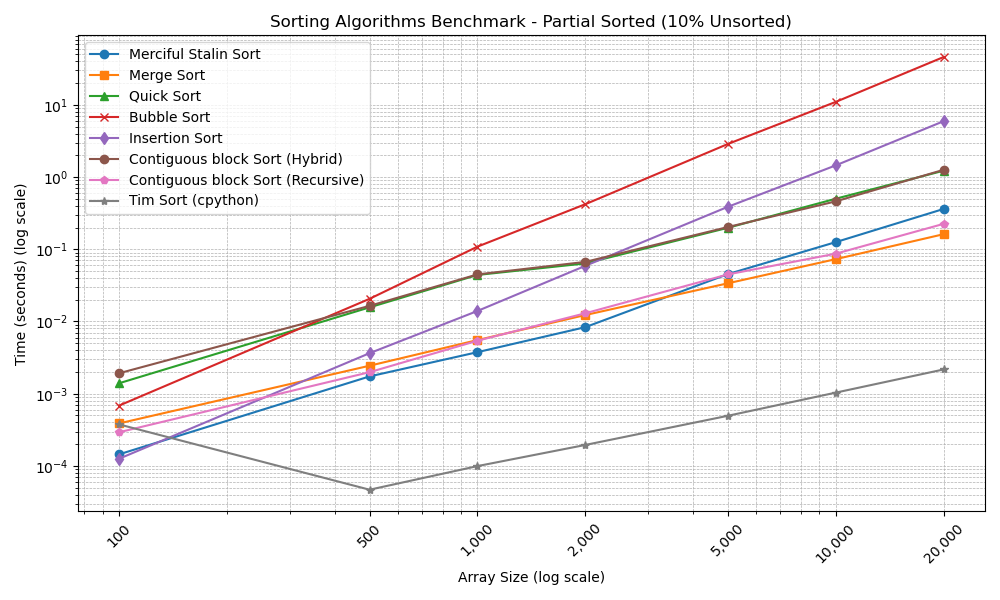 Sorting Algorithms Benchmark - Partial Sorted (10% Unsorted)
Time (seconds) (log scale)
Merciful Stalin Sort
Merge Sort
Quick Sort
Bubble Sort
Insertion Sort
Contiguous block Sort (Hybrid)
Contiguous block Sort (Recursive)
Tim Sort (cpython)
10¹
10⁰
10⁻¹
10⁻²
10⁻³
10⁻⁴
100
500
1,000
2,000
5,000
10,000
20,000
Array Size (log scale)